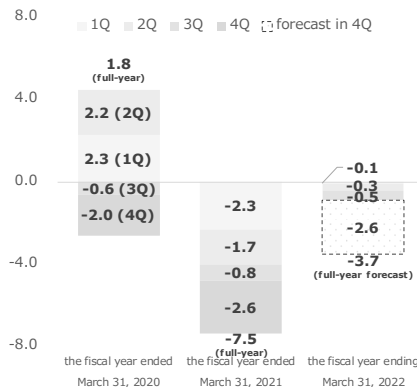 8.0
1Q 2Q 3Q 4Q forecast in 4Q
1.8
(full-year)
4.0
2.2 (2Q)
2.3 (1Q)
0.0
-0.6 (3Q)
-2.0 (4Q)
-2.3
-1.7
-0.8
-2.6
-7.5
(full-year)
-0.1
-0.3
-0.5
-2.6
-3.7
(full-year forecast)
-4.0
-8.0
the fiscal year ended
March 31, 2020
the fiscal year ended
March 31, 2021
the fiscal year ending
March 31, 2022